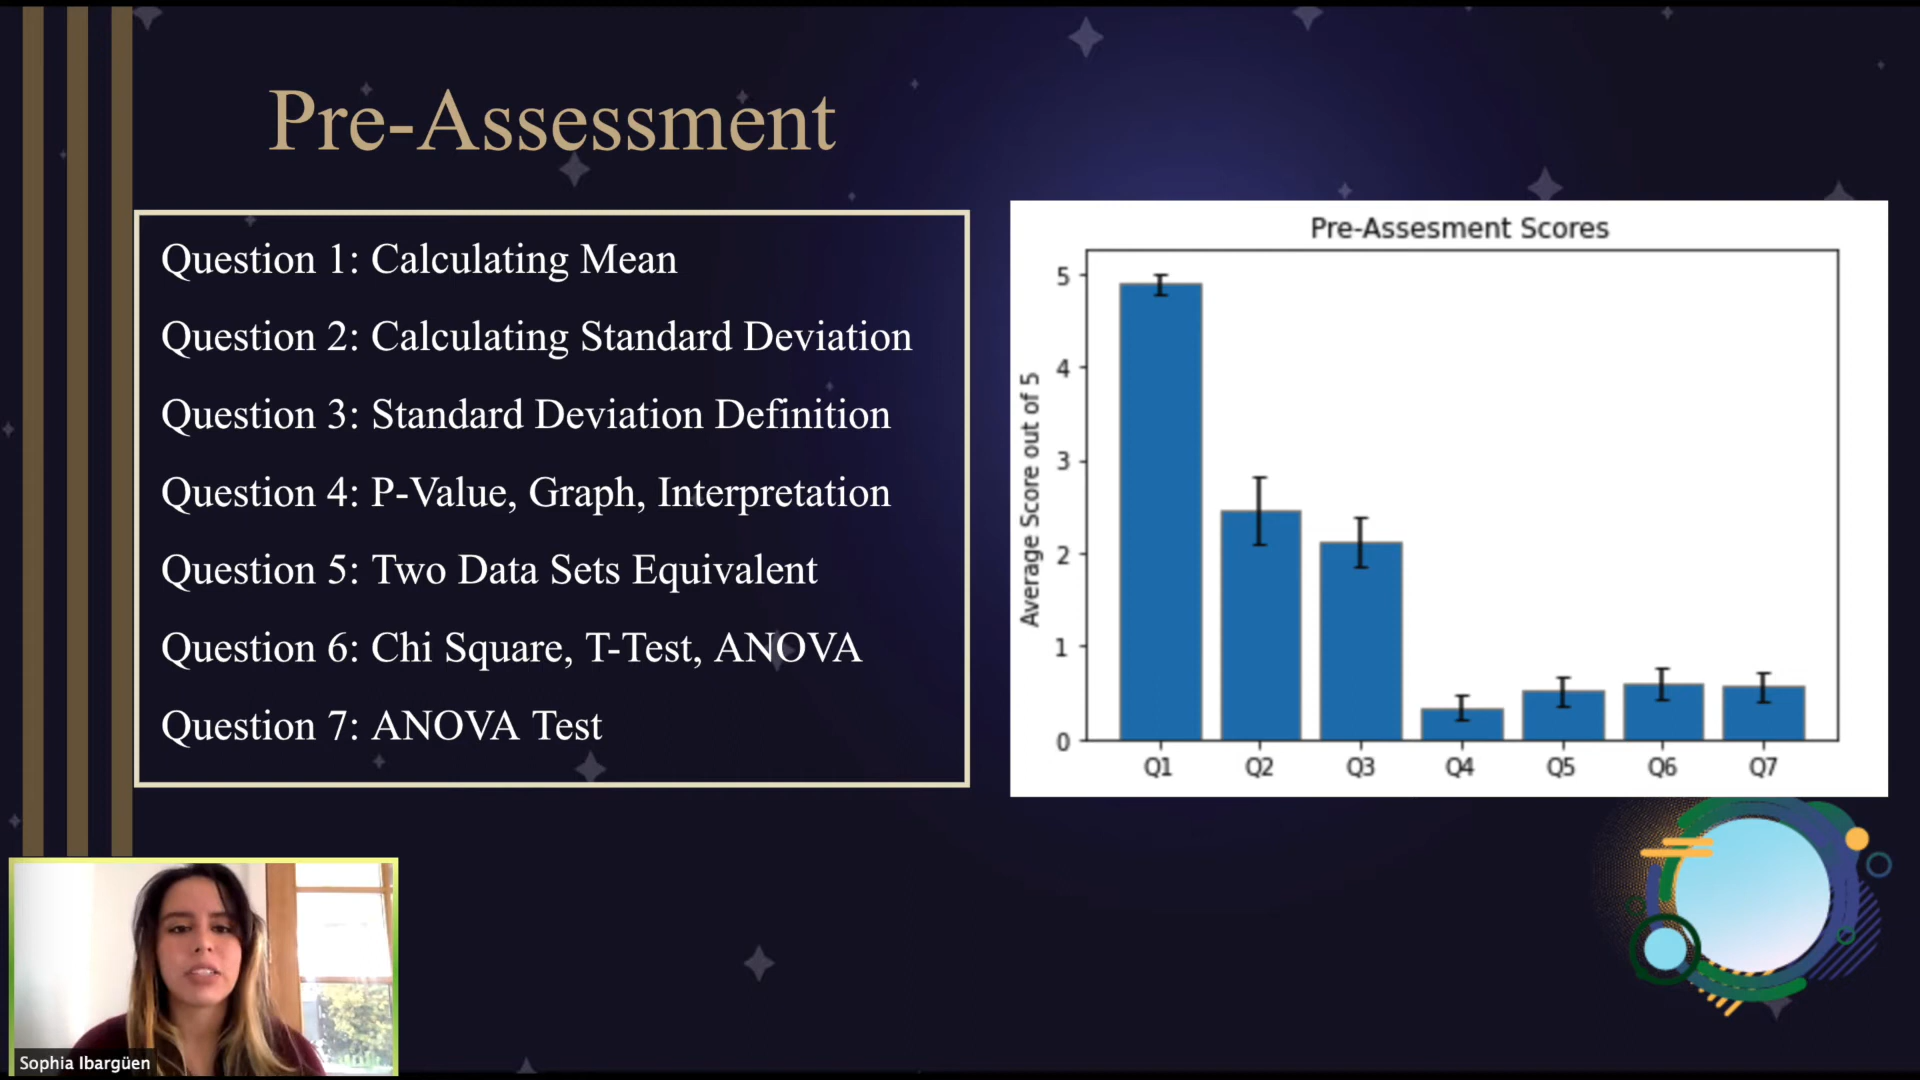 Pre-Assessment
Question 1: Calculating Mean
Question 2: Calculating Standard Deviation
Question 3: Standard Deviation Definition
Question 4: P-Value, Graph, Interpretation
Question 5: Two Data Sets Equivalent
Question 6: Chi Square, T-Test, ANOVA
Question 7: ANOVA Test
Pre-Assesment Scores
Average Score out of 5
5
4
3
2
1
0
Q1 Q2 Q3 Q4 Q5 Q6 Q7
Sophia Ibargüen